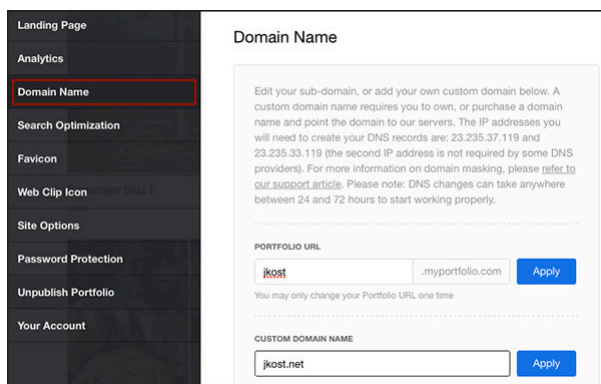 Landing Page
Analytics
Domain Name
Search Optimization
Favicon
Web Clip Icon
Site Options
Password Protection
Unpublish Portfolio
Your Account
Domain Name
Edit your sub-domain, or add your own custom domain below. A
custom domain name requires you to own, or purchase a domain
name and point the domain to our servers. The IP addresses you
will need to create your DNS records are: 23.235.37.119 and
23.235.33.119 (the second IP address is not required by some DNS
providers). For more information on domain masking, please refer to
our support article. Please note: DNS changes can take anywhere
between 24 and 72 hours to start working properly.
PORTFOLIO URL
jkost .myportfolio.com Apply
You may only change your Portfolio URL one time
CUSTOM DOMAIN NAME
jkost.net Apply